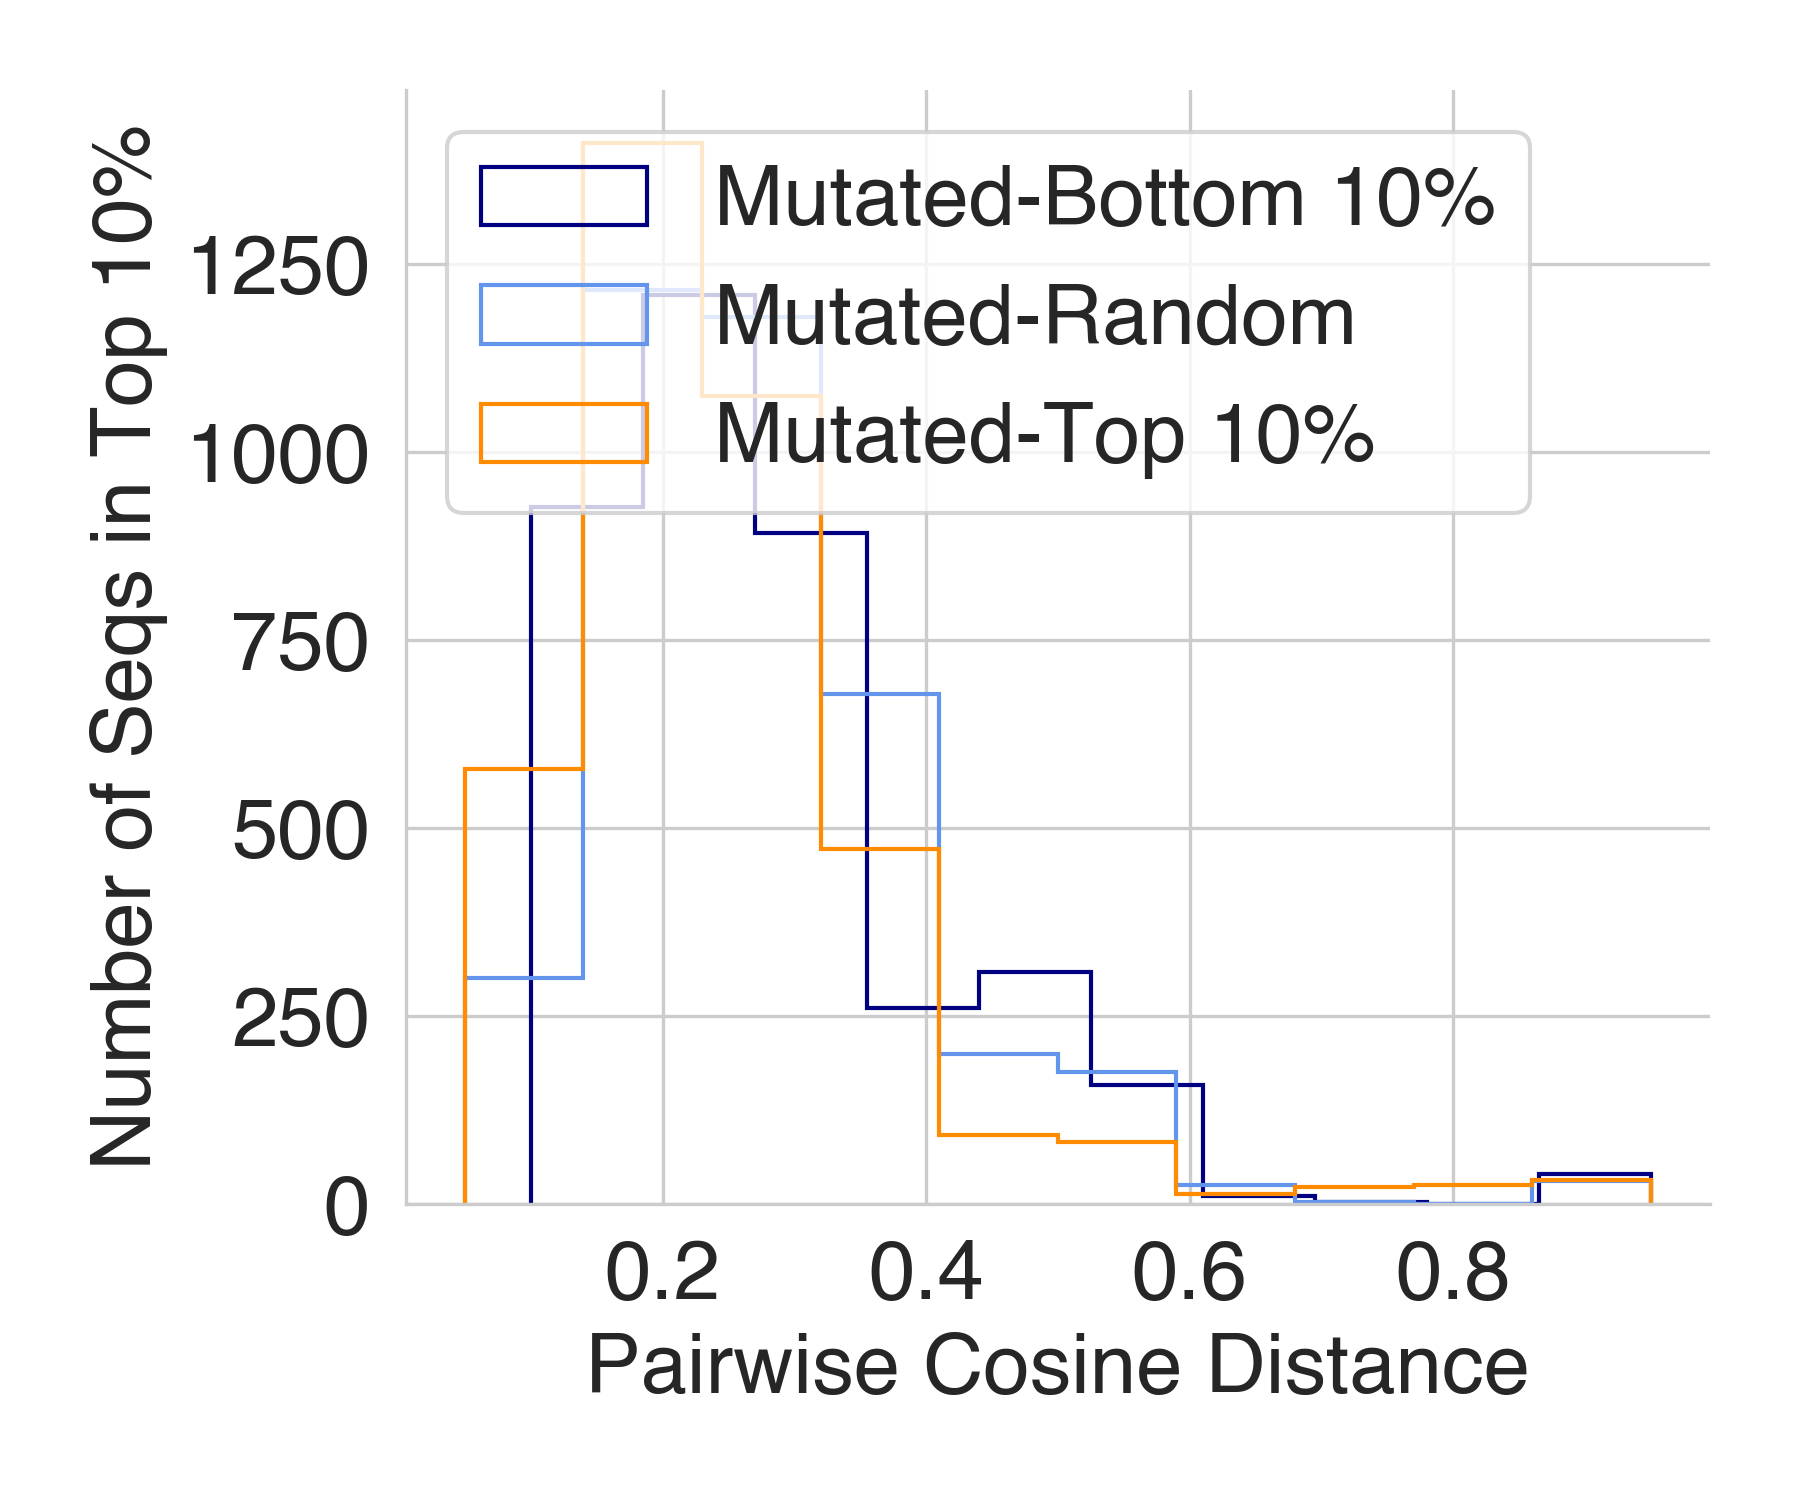 Number of Seqs in Top 10%
1250
1000
750
500
250
0
Mutated-Bottom 10%
Mutated-Random
Mutated-Top 10%
0.2 0.4 0.6 0.8
Pairwise Cosine Distance